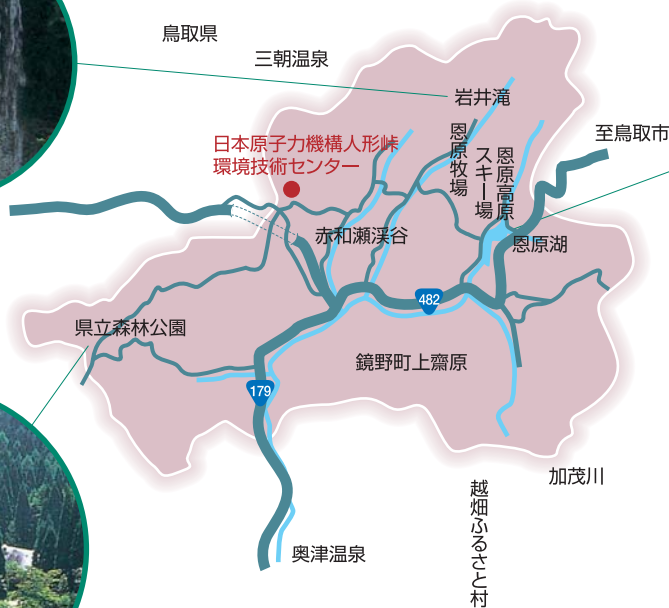 鳥取県
三朝温泉
岩井滝
至鳥取市
日本原子力機構人形峠
環境技術センター
恩原牧場
恩原高原
スキー場
赤和瀬渓谷
恩原湖
482
県立森林公園
鏡野町上齋原
179
加茂川
越畑ふるさと村
奥津温泉